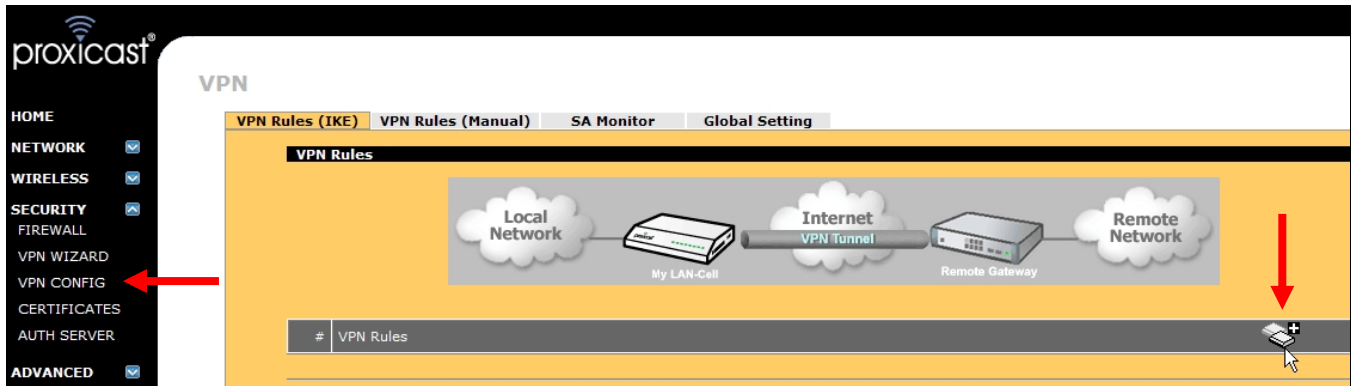 proxicast®
VPN
HOME
NETWORK
WIRELESS
SECURITY
FIREWALL
VPN WIZARD
VPN CONFIG
CERTIFICATES
AUTH SERVER
ADVANCED
VPN Rules (IKE) VPN Rules (Manual) SA Monitor Global Setting
VPN Rules
Local
Network
My LAN-Cell
Internet
VPN Tunnel
Remote Gateway
Remote
Network
# VPN Rules